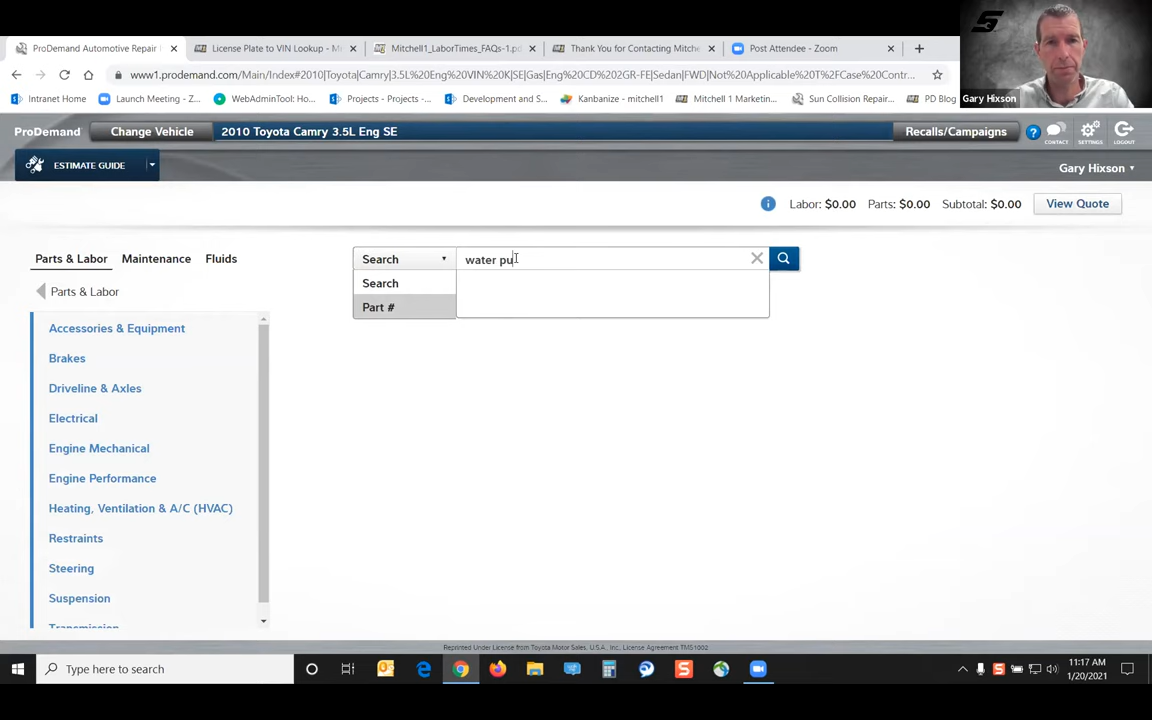 ProDemand Automotive Repair
License Plate to VIN Lookup - M
Mitchell1_LaborTimes_FAQs-1.pd
Thank You for Contacting Mitche
Post Attendee - Zoom
www1.prodemand.com/Main/Index#2010|Toyota|Camry|3.5L%20Eng%20VIN%20K|SE|Gas|Eng%20CD%202GR-FE|Sedan|FWD|Not%20Applicable%20T%2FCase%20Contr...
Gary Hixson
Intranet Home
Launch Meeting - Z...
WebAdminTool: Ho...
Projects - Projects -...
Development and S...
Kanbanize - mitchell1
Mitchell 1 Marketin...
Sun Collision Repair...
PD Blog
ProDemand
Change Vehicle
2010 Toyota Camry 3.5L Eng SE
Recalls/Campaigns
?
CONTACT
SETTINGS
LOGOUT
ESTIMATE GUIDE
Gary Hixson
i
Labor: $0.00 Parts: $0.00 Subtotal: $0.00
View Quote
Parts & Labor Maintenance Fluids
Search
water pu
Search
Part #
Parts & Labor
Accessories & Equipment
Brakes
Driveline & Axles
Electrical
Engine Mechanical
Engine Performance
Heating, Ventilation & A/C (HVAC)
Restraints
Steering
Suspension
Transmission
Reprinted Under License from Toyota Motor Sales, U.S.A., Inc. License Agreement TMS1002
Type here to search
11:17 AM
1/20/2021